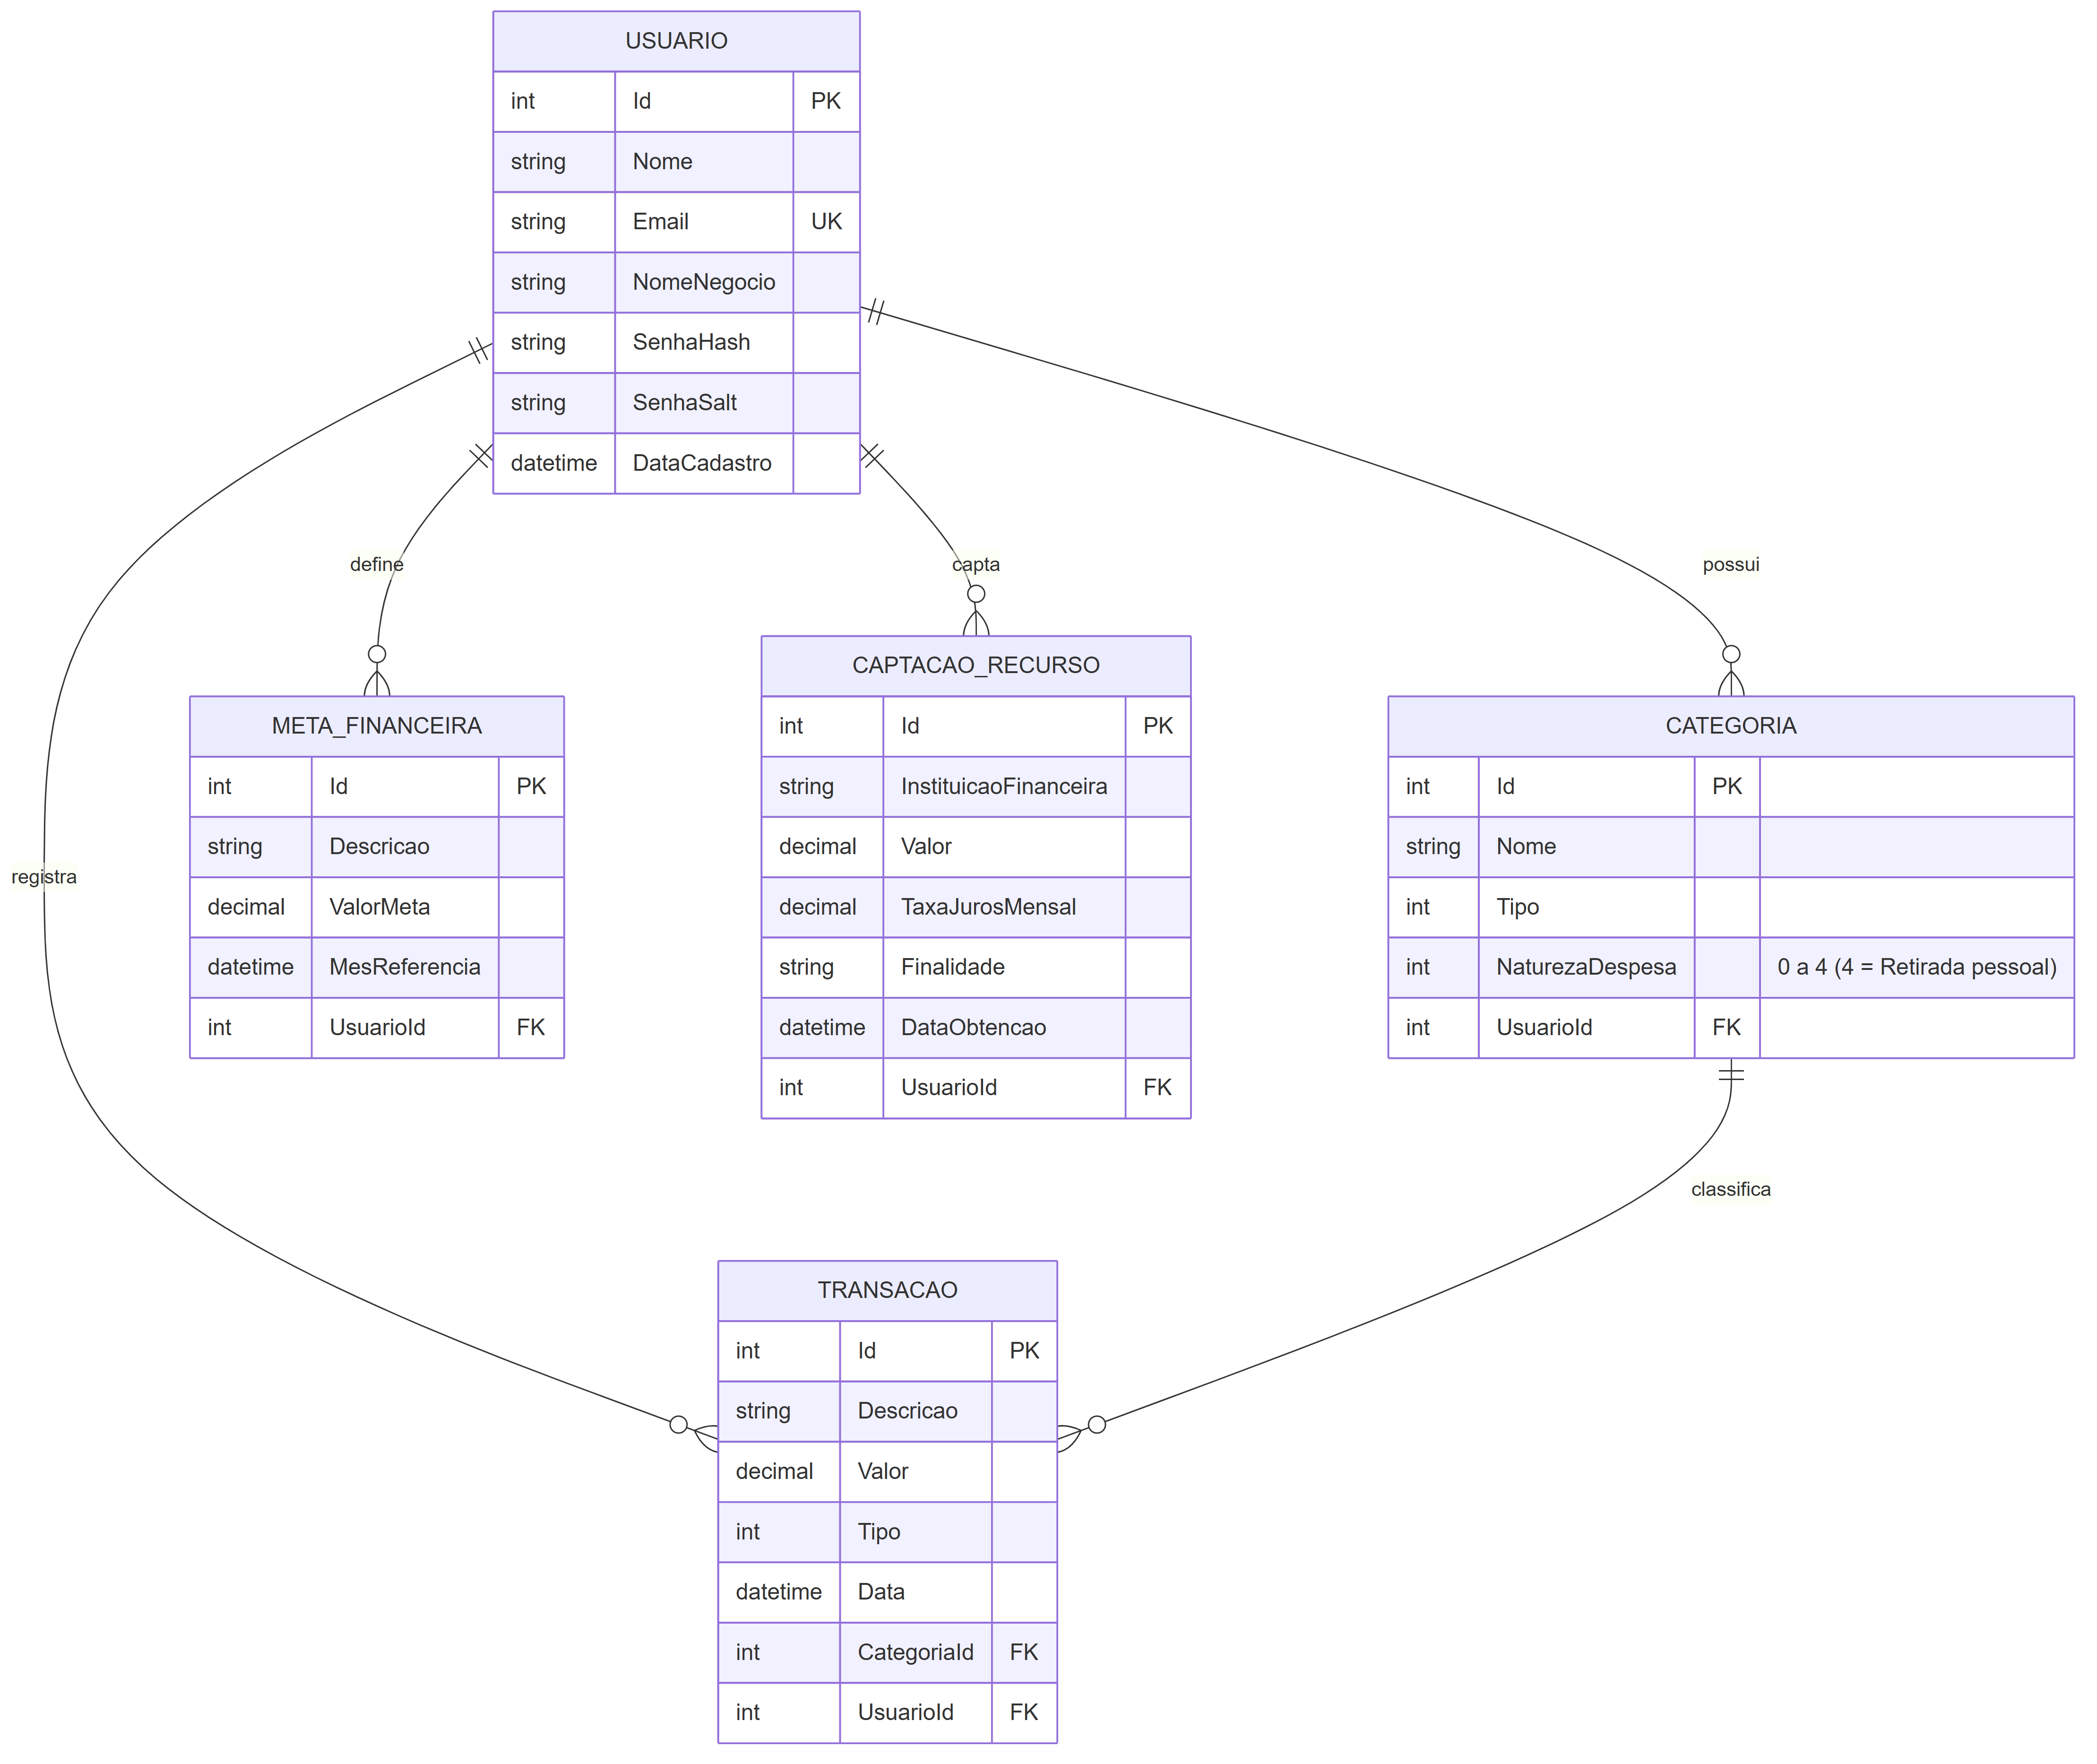 USUARIO
int Id PK
string Nome
string Email UK
string NomeNegocio
string SenhaHash
string SenhaSalt
datetime DataCadastro
define
capta
possui
registra
META_FINANCEIRA
int Id PK
string Descricao
decimal ValorMeta
datetime MesReferencia
int UsuarioId FK
CAPTACAO_RECURSO
int Id PK
string InstituicaoFinanceira
decimal Valor
decimal TaxaJurosMensal
string Finalidade
datetime DataObtencao
int UsuarioId FK
CATEGORIA
int Id PK
string Nome
int Tipo
int NaturezaDespesa 0 a 4 (4 = Retirada pessoal)
int UsuarioId FK
classifica
TRANSACAO
int Id PK
string Descricao
decimal Valor
int Tipo
datetime Data
int CategoriaId FK
int UsuarioId FK